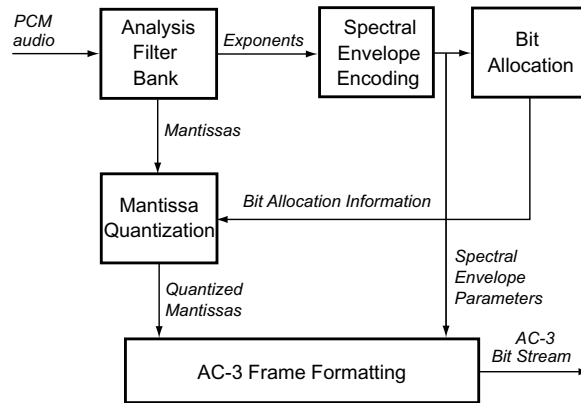 PCM
audio
Analysis
Filter
Bank
Exponents
Spectral
Envelope
Encoding
Bit
Allocation
Mantissas
Mantissa
Quantization
Bit Allocation Information
Quantized
Mantissas
Spectral
Envelope
Parameters
AC-3 Frame Formatting
AC-3
Bit Stream